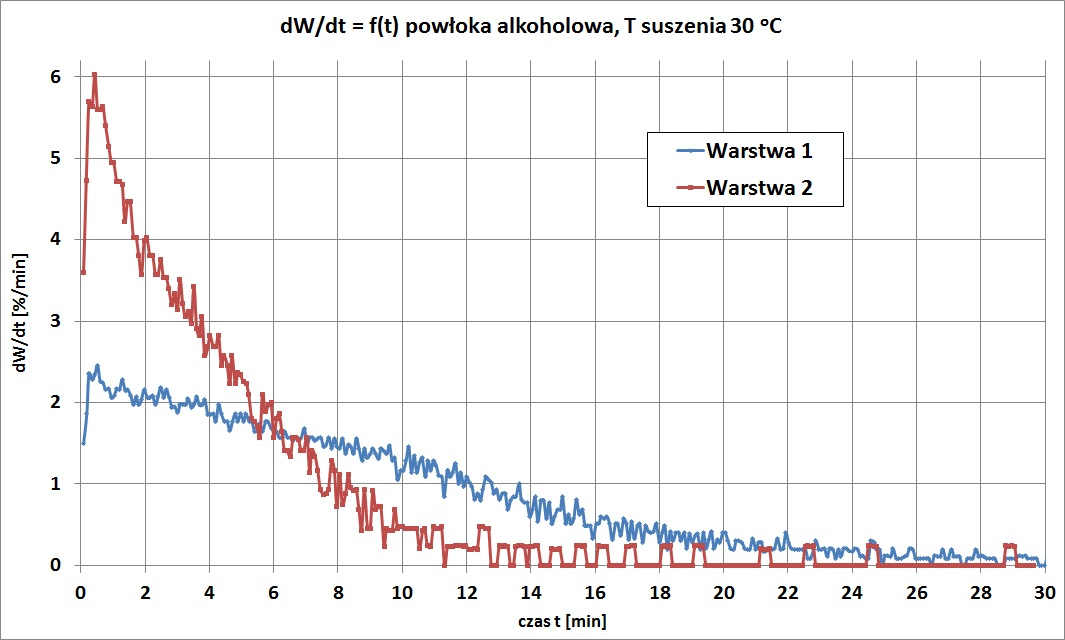 dW/dt = f(t) powłoka alkoholowa, T suszenia 30 °C
6
5
4
3
2
1
0
dW/dt [%/min]
Warstwa 1
Warstwa 2
0 2 4 6 8 10 12 14 16 18 20 22 24 26 28 30
czas t [min]